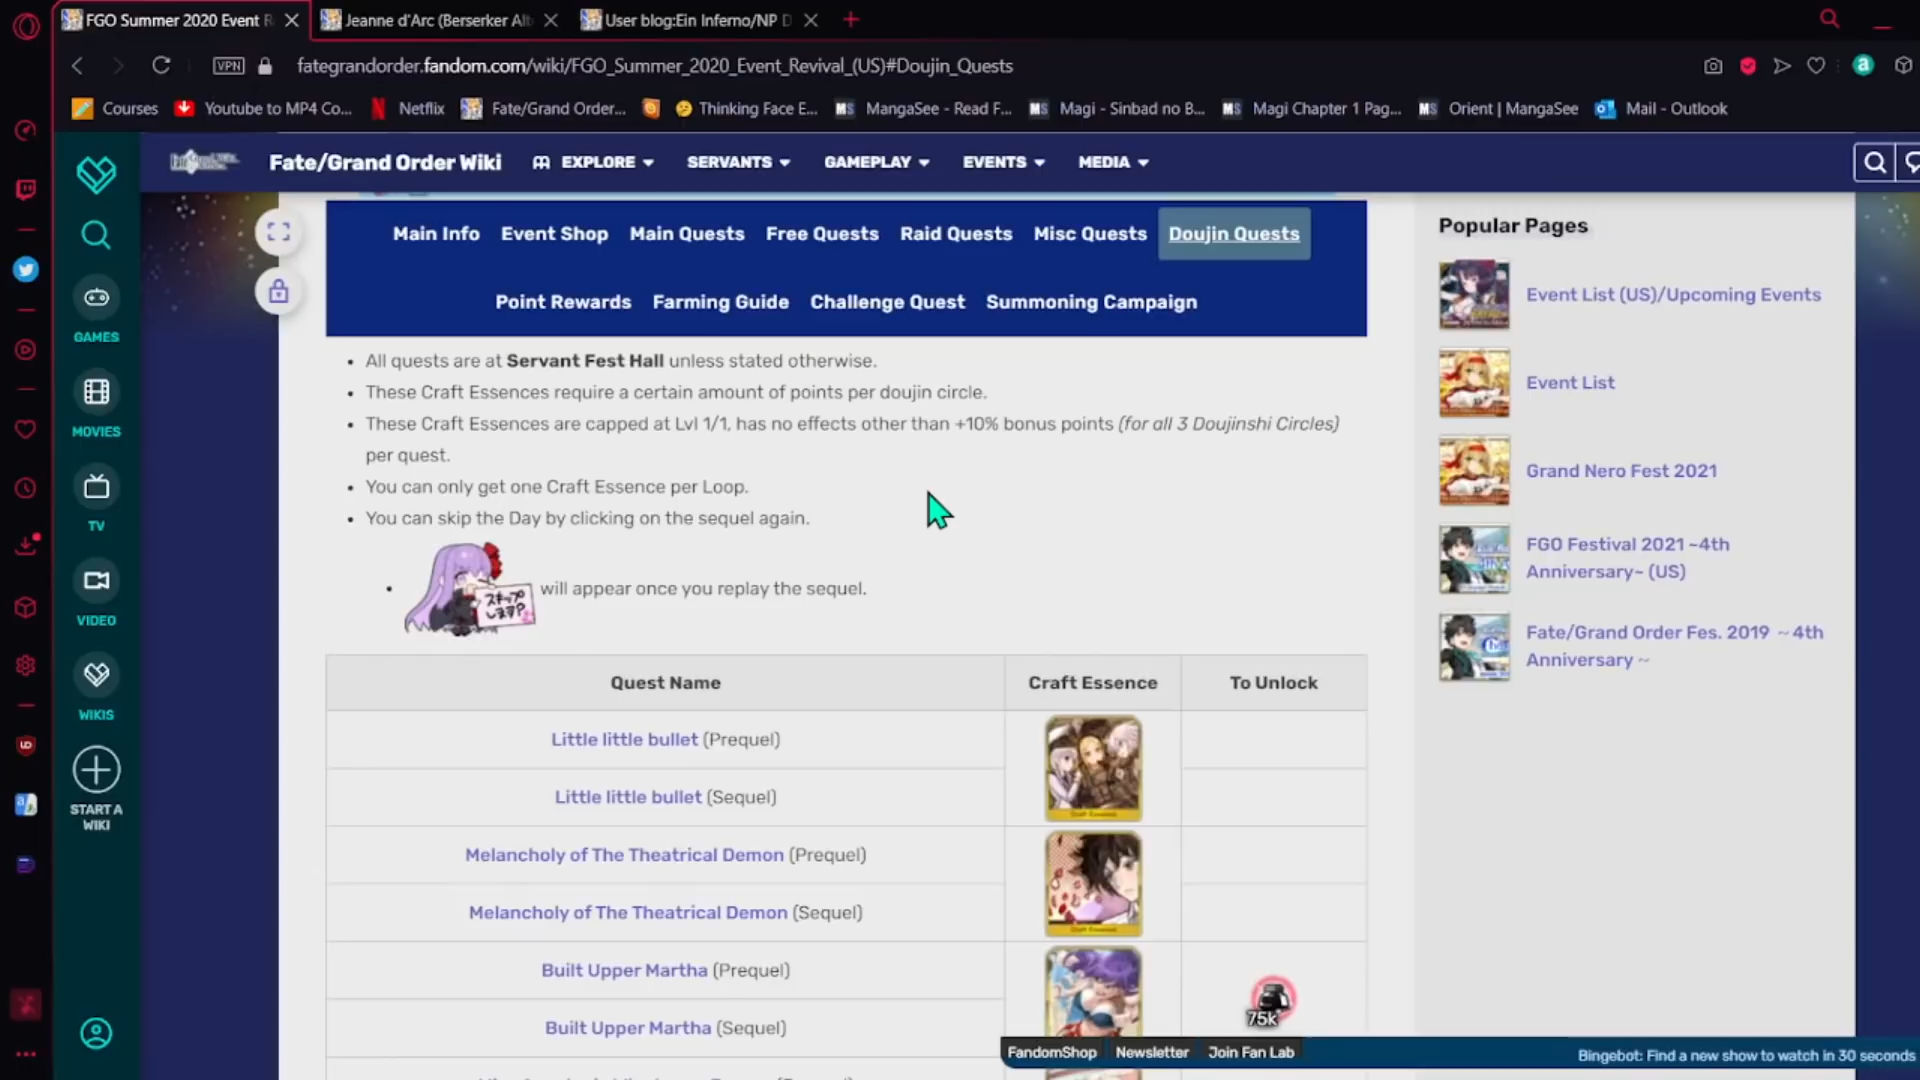 FGO Summer 2020 Event R
Jeanne d'Arc (Berserker Alt
User blog:Ein Inferno/NP D
VPN
fategrandorder.fandom.com/wiki/FGO_Summer_2020_Event_Revival_(US)#Doujin_Quests
Courses
Youtube to MP4 Co...
Netflix
Fate/Grand Order...
Thinking Face E...
MangaSee - Read F...
Magi - Sinbad no B...
Magi Chapter 1 Pag...
Orient | MangaSee
Mail - Outlook
Fate/Grand Order Wiki
EXPLORE
SERVANTS
GAMEPLAY
EVENTS
MEDIA
GAMES
MOVIES
TV
VIDEO
WIKIS
START A
WIKI
Main Info Event Shop Main Quests Free Quests Raid Quests Misc Quests Doujin Quests
Point Rewards Farming Guide Challenge Quest Summoning Campaign
• All quests are at Servant Fest Hall unless stated otherwise.
• These Craft Essences require a certain amount of points per doujin circle.
• These Craft Essences are capped at Lvl 1/1, has no effects other than +10% bonus points (for all 3 Doujinshi Circles)
per quest.
• You can only get one Craft Essence per Loop.
• You can skip the Day by clicking on the sequel again.
スキップ
します?
• will appear once you replay the sequel.
Quest Name Craft Essence To Unlock
Little little bullet (Prequel)
Little little bullet (Sequel)
Melancholy of The Theatrical Demon (Prequel)
Melancholy of The Theatrical Demon (Sequel)
Built Upper Martha (Prequel)
75K
Built Upper Martha (Sequel)
Craft Essence
Craft Essence
Popular Pages
Event List (US)/Upcoming Events
Event List
Grand Nero Fest 2021
FGO Festival 2021 ~4th
Anniversary~ (US)
Fate/Grand Order Fes. 2019 ～4th
Anniversary ～
FandomShop Newsletter Join Fan Lab
Bingebot: Find a new show to watch in 30 seconds